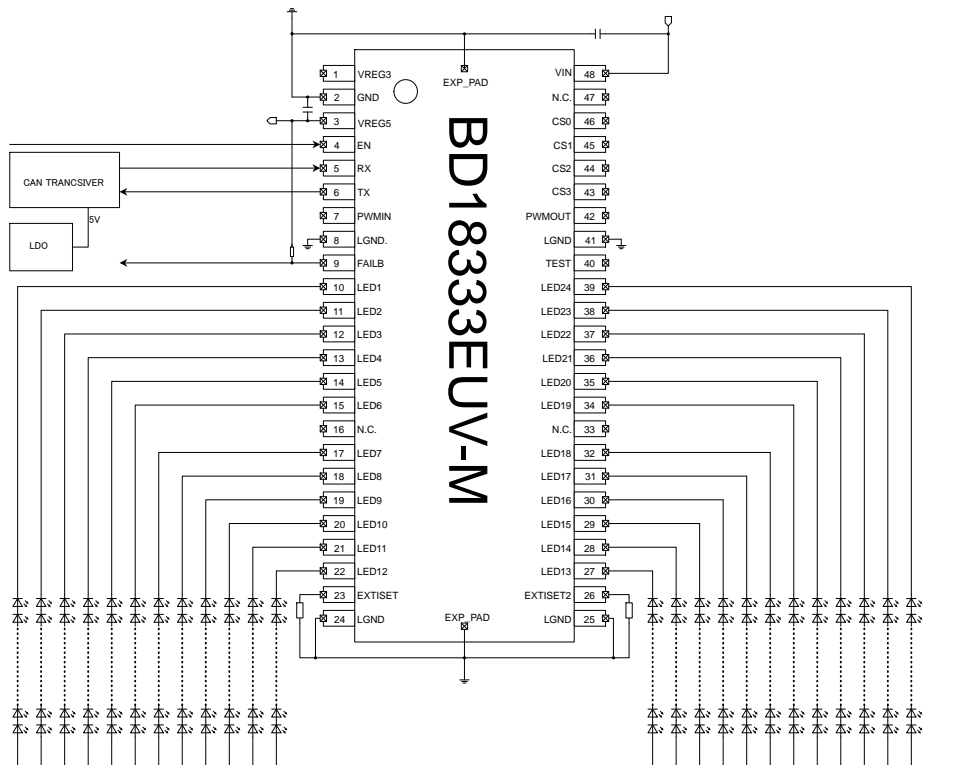 EXP_PAD
1 VREG3
2 GND
3 VREG5
4 EN
5 RX
6 TX
7 PWMIN
8 LGND.
9 FAILB
10 LED1
11 LED2
12 LED3
13 LED4
14 LED5
15 LED6
16 N.C.
17 LED7
18 LED8
19 LED9
20 LED10
21 LED11
22 LED12
23 EXTISET
24 LGND
CAN TRANCSIVER
5V
LDO
BD18333EUV-M
VIN 48
N.C. 47
CS0 46
CS1 45
CS2 44
CS3 43
PWMOUT 42
LGND 41
TEST 40
LED24 39
LED23 38
LED22 37
LED21 36
LED20 35
LED19 34
N.C. 33
LED18 32
LED17 31
LED16 30
LED15 29
LED14 28
LED13 27
EXTISET2 26
LGND 25
EXP_PAD